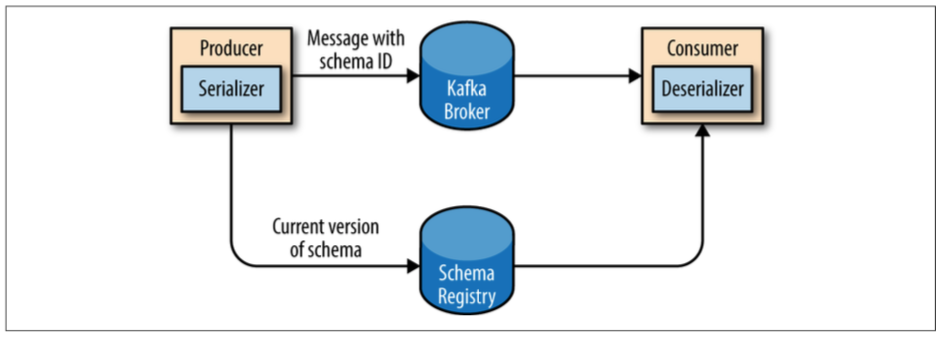 Producer
Serializer
Message with
schema ID
Kafka
Broker
Consumer
Deserializer
Current version
of schema
Schema
Registry